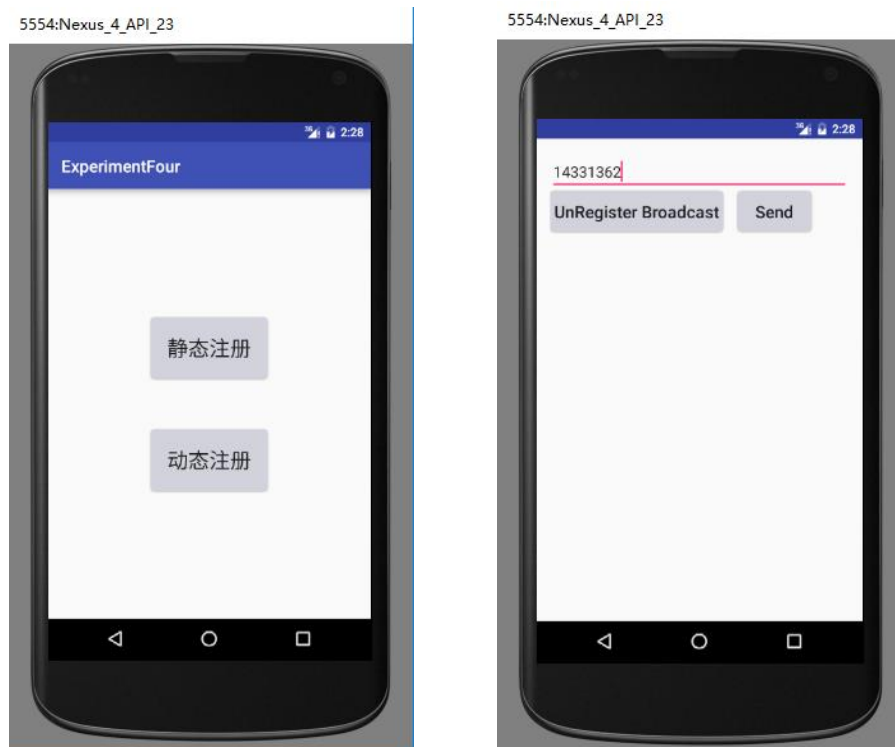 5554:Nexus_4_API_23
2:28
ExperimentFour
静态注册
动态注册
5554:Nexus_4_API_23
2:28
14331362
UnRegister Broadcast
Send